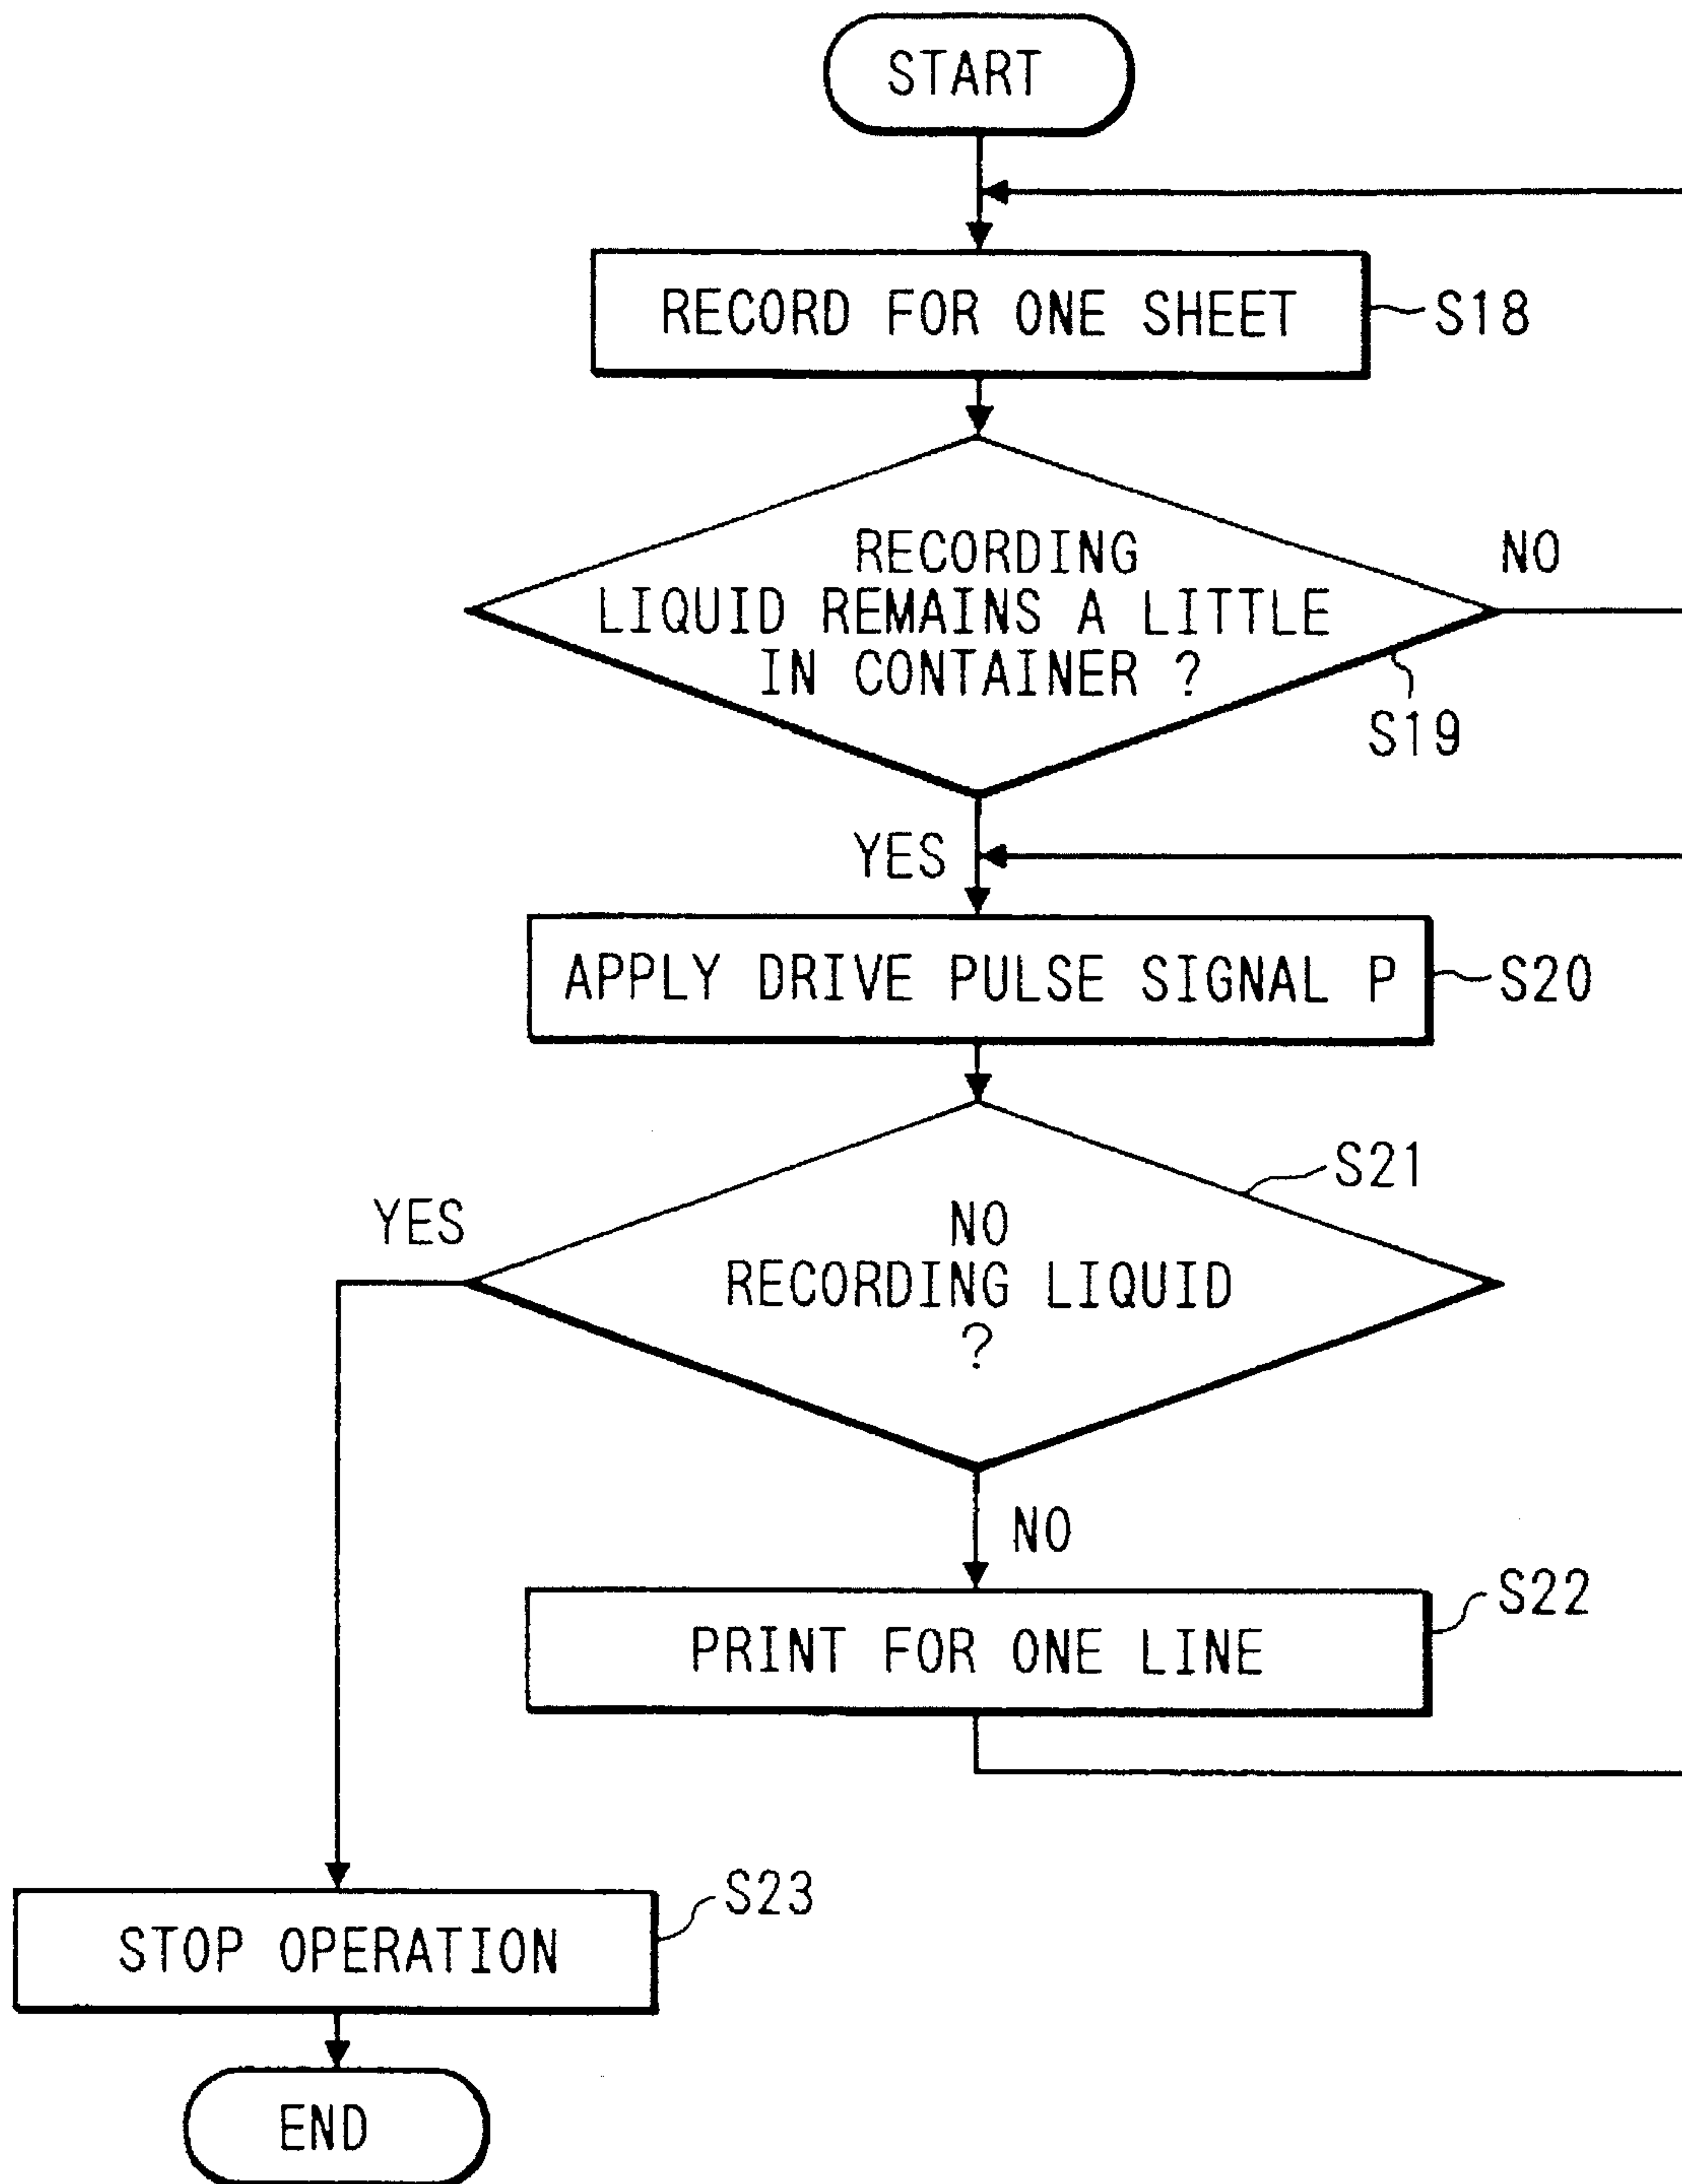 START
RECORD FOR ONE SHEET
S18
RECORDING
LIQUID REMAINS A LITTLE
IN CONTAINER ?
NO
S19
YES
APPLY DRIVE PULSE SIGNAL P
S20
S21
YES
NO
RECORDING LIQUID
?
NO
S22
PRINT FOR ONE LINE
S23
STOP OPERATION
END